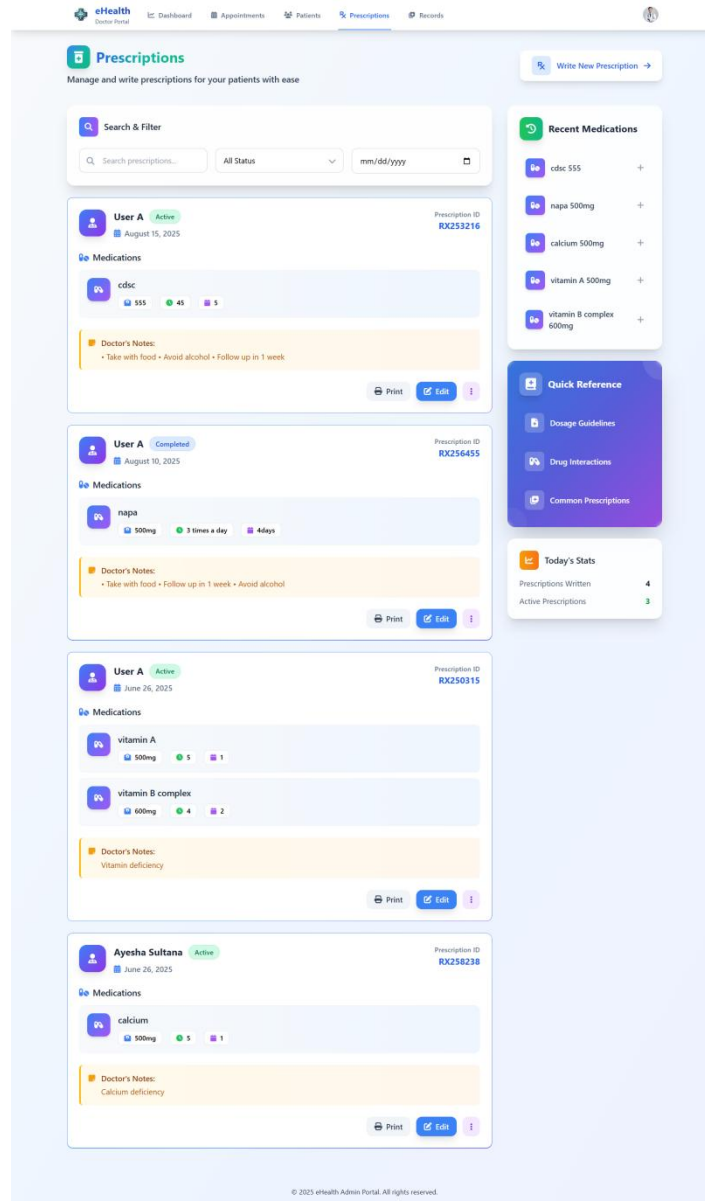 eHealth
Doctor Portal
Dashboard
Appointments
Patients
Prescriptions
Records
Prescriptions
Manage and write prescriptions for your patients with ease
Write New Prescription →
Search & Filter
Search prescriptions...
All Status
mm/dd/yyyy
User A Active
August 15, 2025
Prescription ID
RX253216
Medications
cdsc
555 45 5
Doctor's Notes:
• Take with food • Avoid alcohol • Follow up in 1 week
Print Edit
User A Completed
August 10, 2025
Prescription ID
RX256455
Medications
napa
500mg 3 times a day 4days
Doctor's Notes:
• Take with food • Follow up in 1 week • Avoid alcohol
Print Edit
User A Active
June 26, 2025
Prescription ID
RX250315
Medications
vitamin A
500mg 5 1
vitamin B complex
600mg 4 2
Doctor's Notes:
Vitamin deficiency
Print Edit
Ayesha Sultana Active
June 26, 2025
Prescription ID
RX258238
Medications
calcium
500mg 5 1
Doctor's Notes:
Calcium deficiency
Print Edit
Recent Medications
cdsc 555 +
napa 500mg +
calcium 500mg +
vitamin A 500mg +
vitamin B complex
600mg +
Quick Reference
Dosage Guidelines
Drug Interactions
Common Prescriptions
Today's Stats
Prescriptions Written 4
Active Prescriptions 3
© 2025 eHealth Admin Portal. All rights reserved.